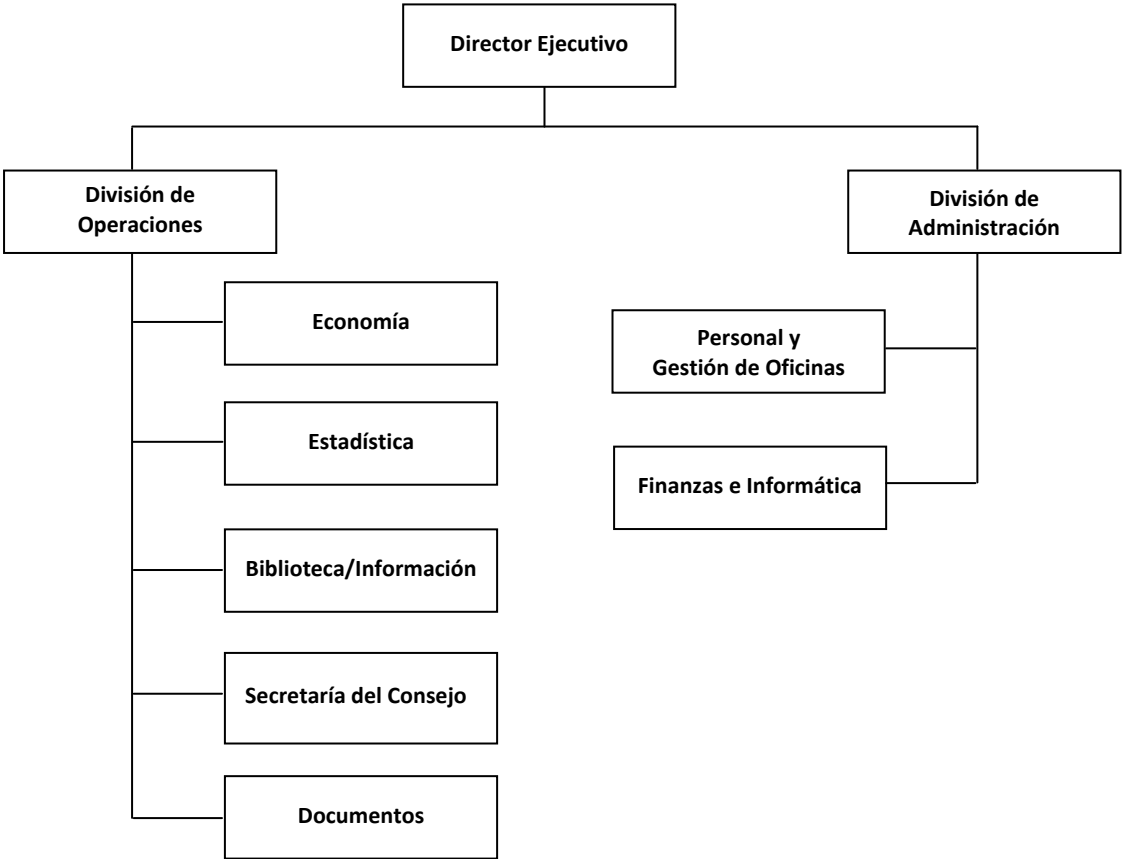 Director Ejecutivo
División de
Operaciones
División de
Administración
Economía
Estadística
Biblioteca/Información
Secretaría del Consejo
Documentos
Personal y
Gestión de Oficinas
Finanzas e Informática